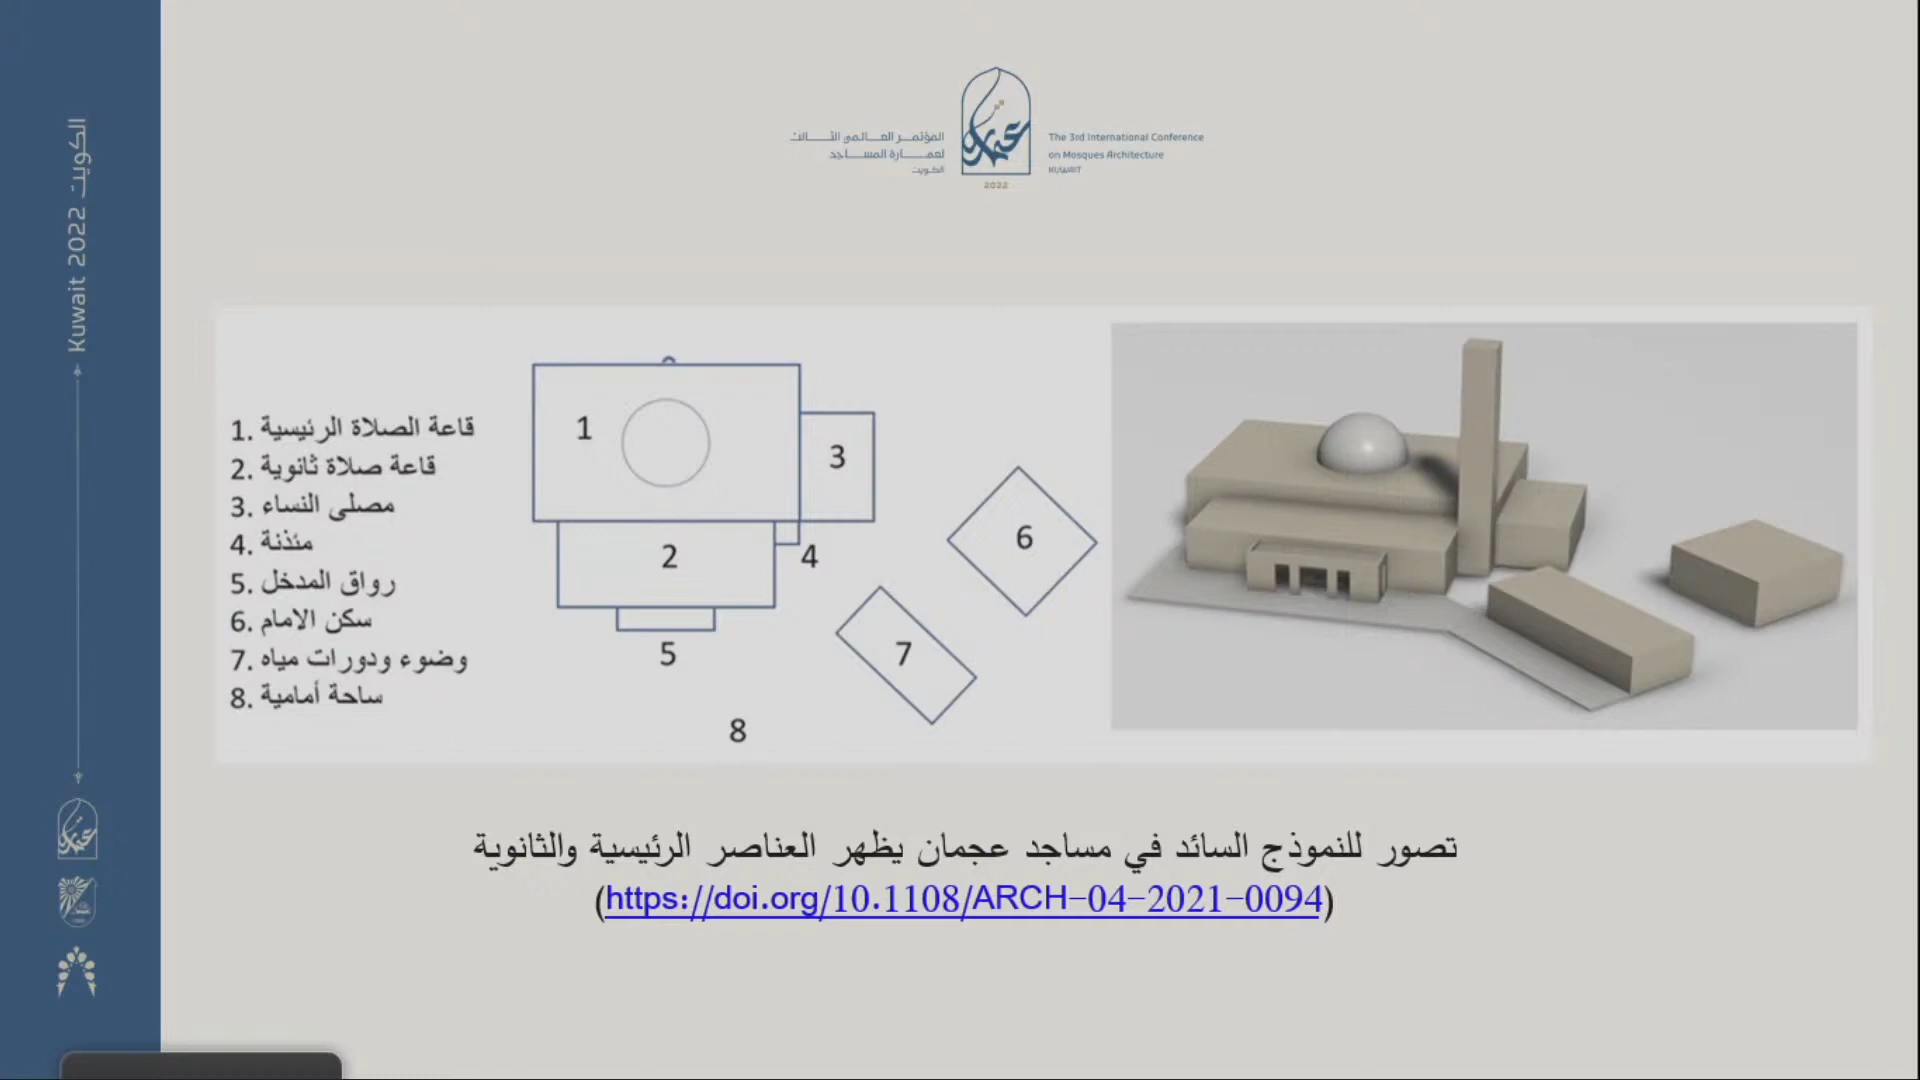 المؤتمر العالمي الثالث
لعمارة المساجد
الكويت
The 3rd International Conference
on Mosques Architecture
KUWAIT
2022
Kuwait 2022 الكويت
1. قاعة الصلاة الرئيسية
2. قاعة صلاة ثانوية
3. مصلى النساء
4. مئذنة
5. رواق المدخل
6. سكن الامام
7. وضوء ودورات مياه
8. ساحة أمامية
1
2
3
4
5
6
7
8
تصور للنموذج السائد في مساجد عجمان يظهر العناصر الرئيسية والثانوية
(https://doi.org/10.1108/ARCH-04-2021-0094)